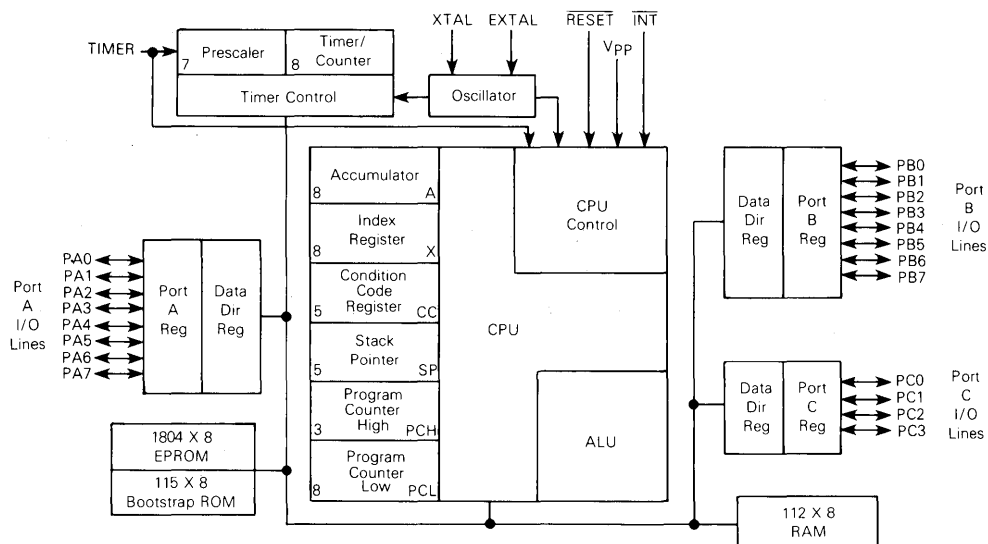 XTAL EXTAL RESET INT
VPP
TIMER
Prescaler
7
Timer/
Counter
8
Timer Control
Oscillator
Accumulator
8 A
Index
Register
8 X
Condition
Code
Register
5 CC
Stack
Pointer
5 SP
Program
Counter
High
3 PCH
Program
Counter
Low
8 PCL
CPU
Control
CPU
ALU
Port
A
I/O
Lines
PA0
PA1
PA2
PA3
PA4
PA5
PA6
PA7
Port
A
Reg
Data
Dir
Reg
1804 X 8
EPROM
115 X 8
Bootstrap ROM
Data
Dir
Reg
Port
B
Reg
PB0
PB1
PB2
PB3
PB4
PB5
PB6
PB7
Port
B
I/O
Lines
Data
Dir
Reg
Port
C
Reg
PC0
PC1
PC2
PC3
Port
C
I/O
Lines
112 X 8
RAM